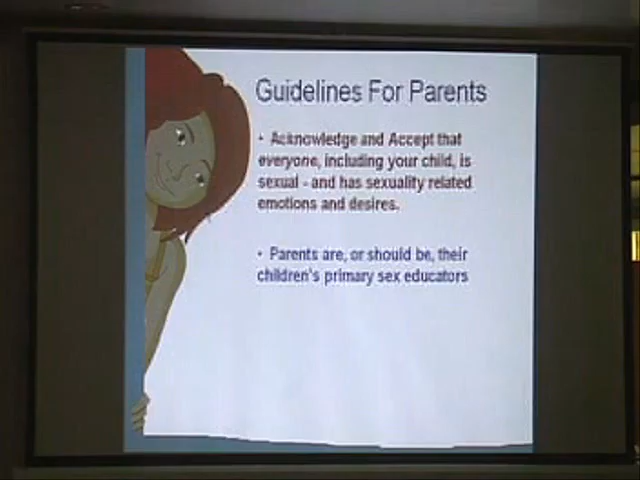 Guidelines For Parents
• Acknowledge and Accept that
everyone, including your child, is
sexual - and has sexuality related
emotions and desires.
• Parents are, or should be, their
children's primary sex educators